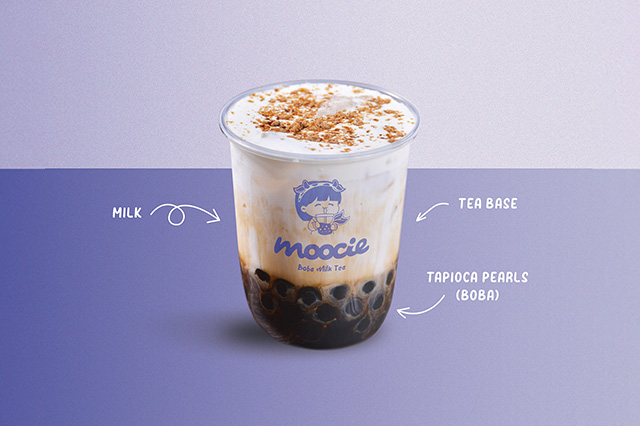 MILK
TEA BASE
moocie
Boba Milk Tea
TAPIOCA PEARLS
(BOBA)